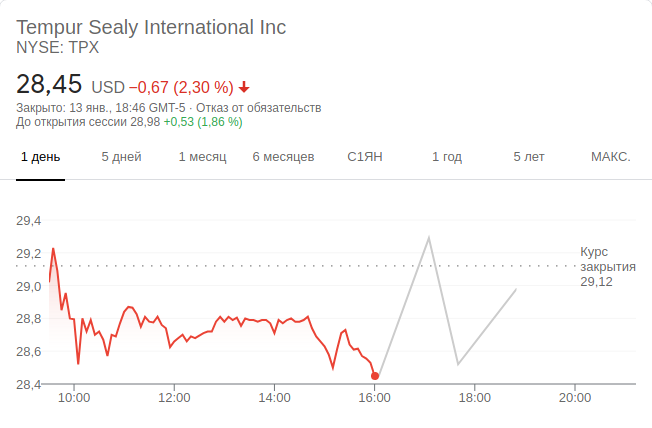 Tempur Sealy International Inc
NYSE: TPX
28,45 USD −0,67 (2,30 %)
Закрыто: 13 янв., 18:46 GMT-5 · Отказ от обязательств
До открытия сессии 28,98 +0,53 (1,86 %)
1 день 5 дней 1 месяц 6 месяцев С1ЯН 1 год 5 лет МАКС.
29,4
29,2
29,0
28,8
28,6
28,4
Курс
закрытия
29,12
10:00 12:00 14:00 16:00 18:00 20:00